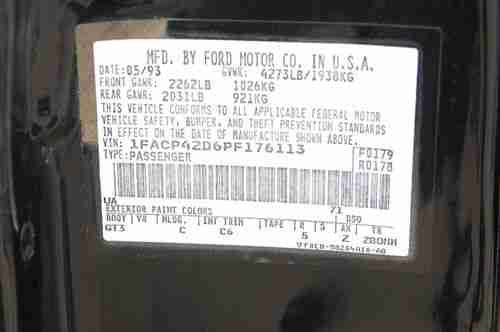 MFD. BY FORD MOTOR CO. IN U.S.A.
DATE: 05/93 GVWR: 4273LB/1938KG
FRONT GAWR: 2262LB 1026KG
REAR GAWR: 2031LB 921KG
THIS VEHICLE CONFORMS TO ALL APPLICABLE FEDERAL MOTOR
VEHICLE SAFETY, BUMPER, AND THEFT PREVENTION STANDARDS
IN EFFECT ON THE DATE OF MANUFACTURE SHOWN ABOVE.
VIN: 1FACP42D6PF176113 F0179
TYPE: PASSENGER R0178
UA 71 DSO
EXTERIOR PAINT COLORS
BODY VR MLDG. INT TRIM TAPE R S AX TR
GT3 C C6 5 Z